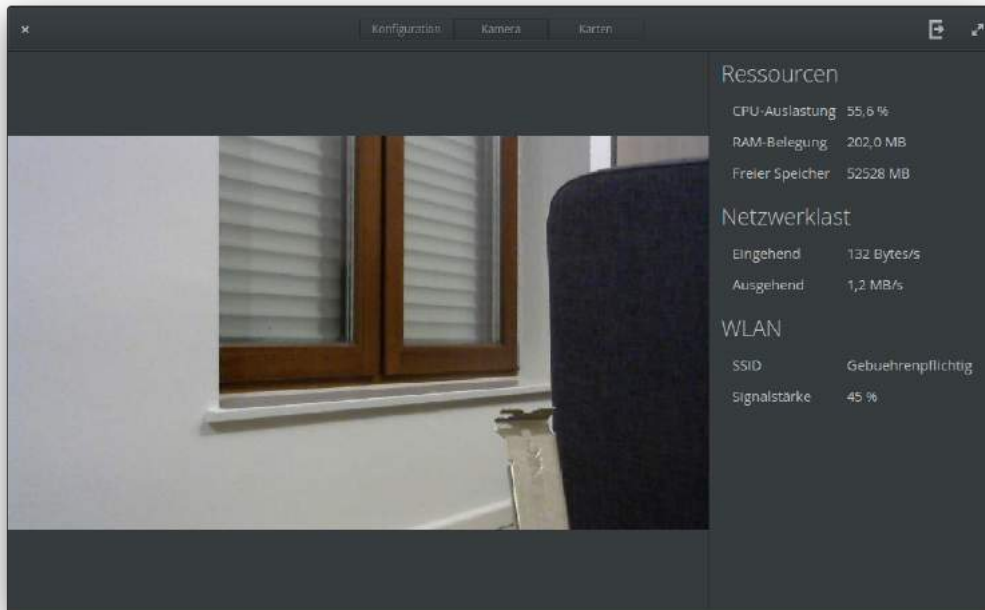 Konfiguration Kamera Karten
Ressourcen
CPU-Auslastung 55,6 %
RAM-Belegung 202,0 MB
Freier Speicher 52528 MB
Netzwerklast
Eingehend 132 Bytes/s
Ausgehend 1,2 MB/s
WLAN
SSID Gebuehrenpflichtig
Signalstärke 45 %